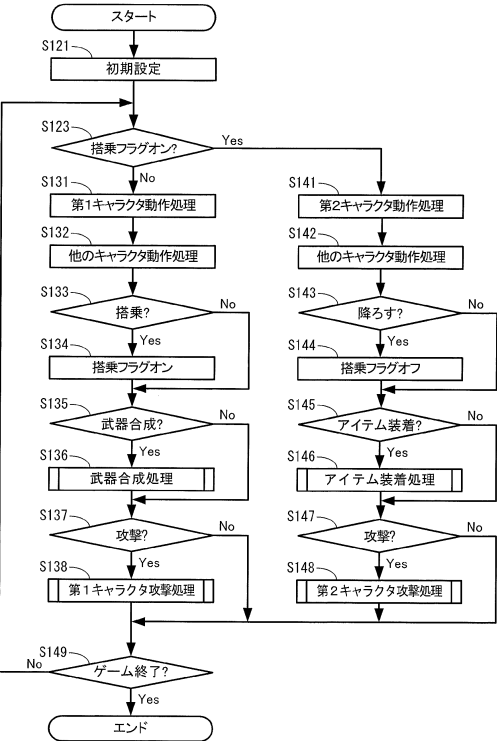 スタート
S121
初期設定
S123
搭乗フラグオン?
Yes
No
S131
第1キャラクタ動作処理
S132
他のキャラクタ動作処理
S133
搭乗?
No
Yes
S134
搭乗フラグオン
S135
武器合成?
No
Yes
S136
武器合成処理
S137
攻撃?
No
Yes
S138
第1キャラクタ攻撃処理
S141
第2キャラクタ動作処理
S142
他のキャラクタ動作処理
S143
降ろす?
No
Yes
S144
搭乗フラグオフ
S145
アイテム装着?
No
Yes
S146
アイテム装着処理
S147
攻撃?
No
Yes
S148
第2キャラクタ攻撃処理
S149
ゲーム終了?
No
Yes
エンド